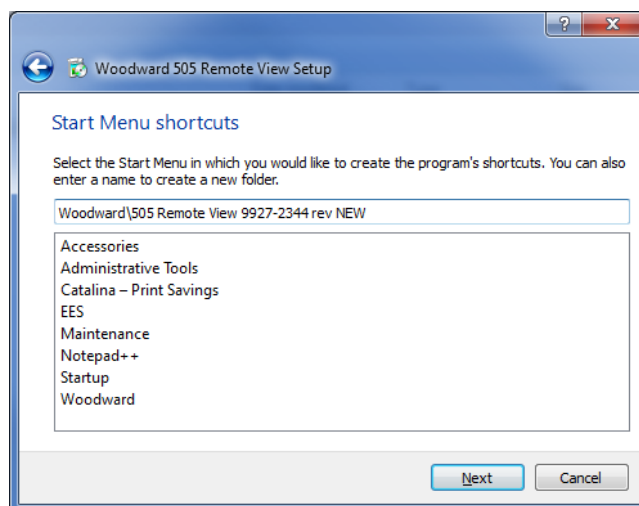 Woodward 505 Remote View Setup
Start Menu shortcuts
Select the Start Menu in which you would like to create the program's shortcuts. You can also
enter a name to create a new folder.
Woodward\505 Remote View 9927-2344 rev NEW
Accessories
Administrative Tools
Catalina – Print Savings
EES
Maintenance
Notepad++
Startup
Woodward
Next
Cancel